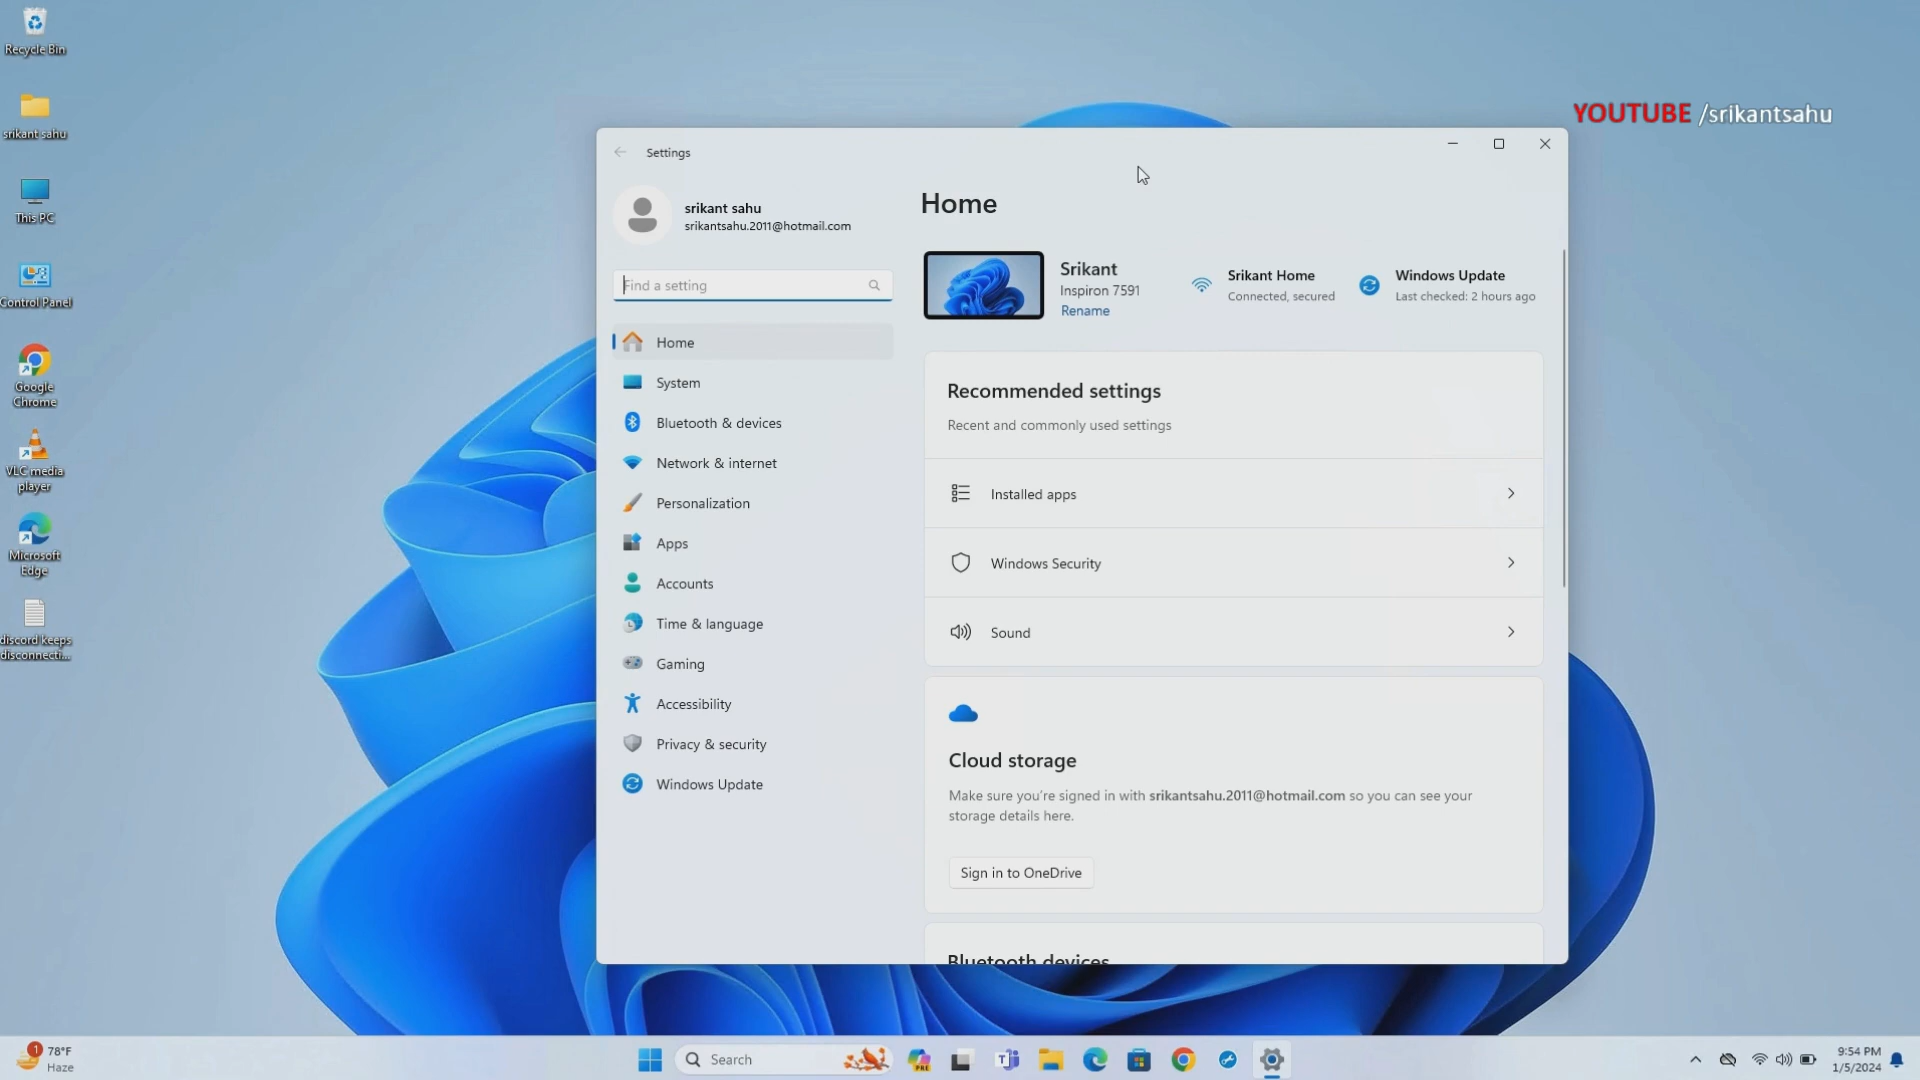 Recycle Bin
srikant sahu
This PC
Control Panel
Google
Chrome
VLC media
player
Microsoft
Edge
discord keeps
disconnecti...
YOUTUBE /srikantsahu
Settings
srikant sahu
srikantsahu.2011@hotmail.com
Find a setting
Home
System
Bluetooth & devices
Network & internet
Personalization
Apps
Accounts
Time & language
Gaming
Accessibility
Privacy & security
Windows Update
Home
Srikant
Inspiron 7591
Rename
Srikant Home
Connected, secured
Windows Update
Last checked: 2 hours ago
Recommended settings
Recent and commonly used settings
Installed apps
Windows Security
Sound
Cloud storage
Make sure you're signed in with srikantsahu.2011@hotmail.com so you can see your
storage details here.
Sign in to OneDrive
Bluetooth devices
1
78°F
Haze
Search
PRE
9:54 PM
1/5/2024